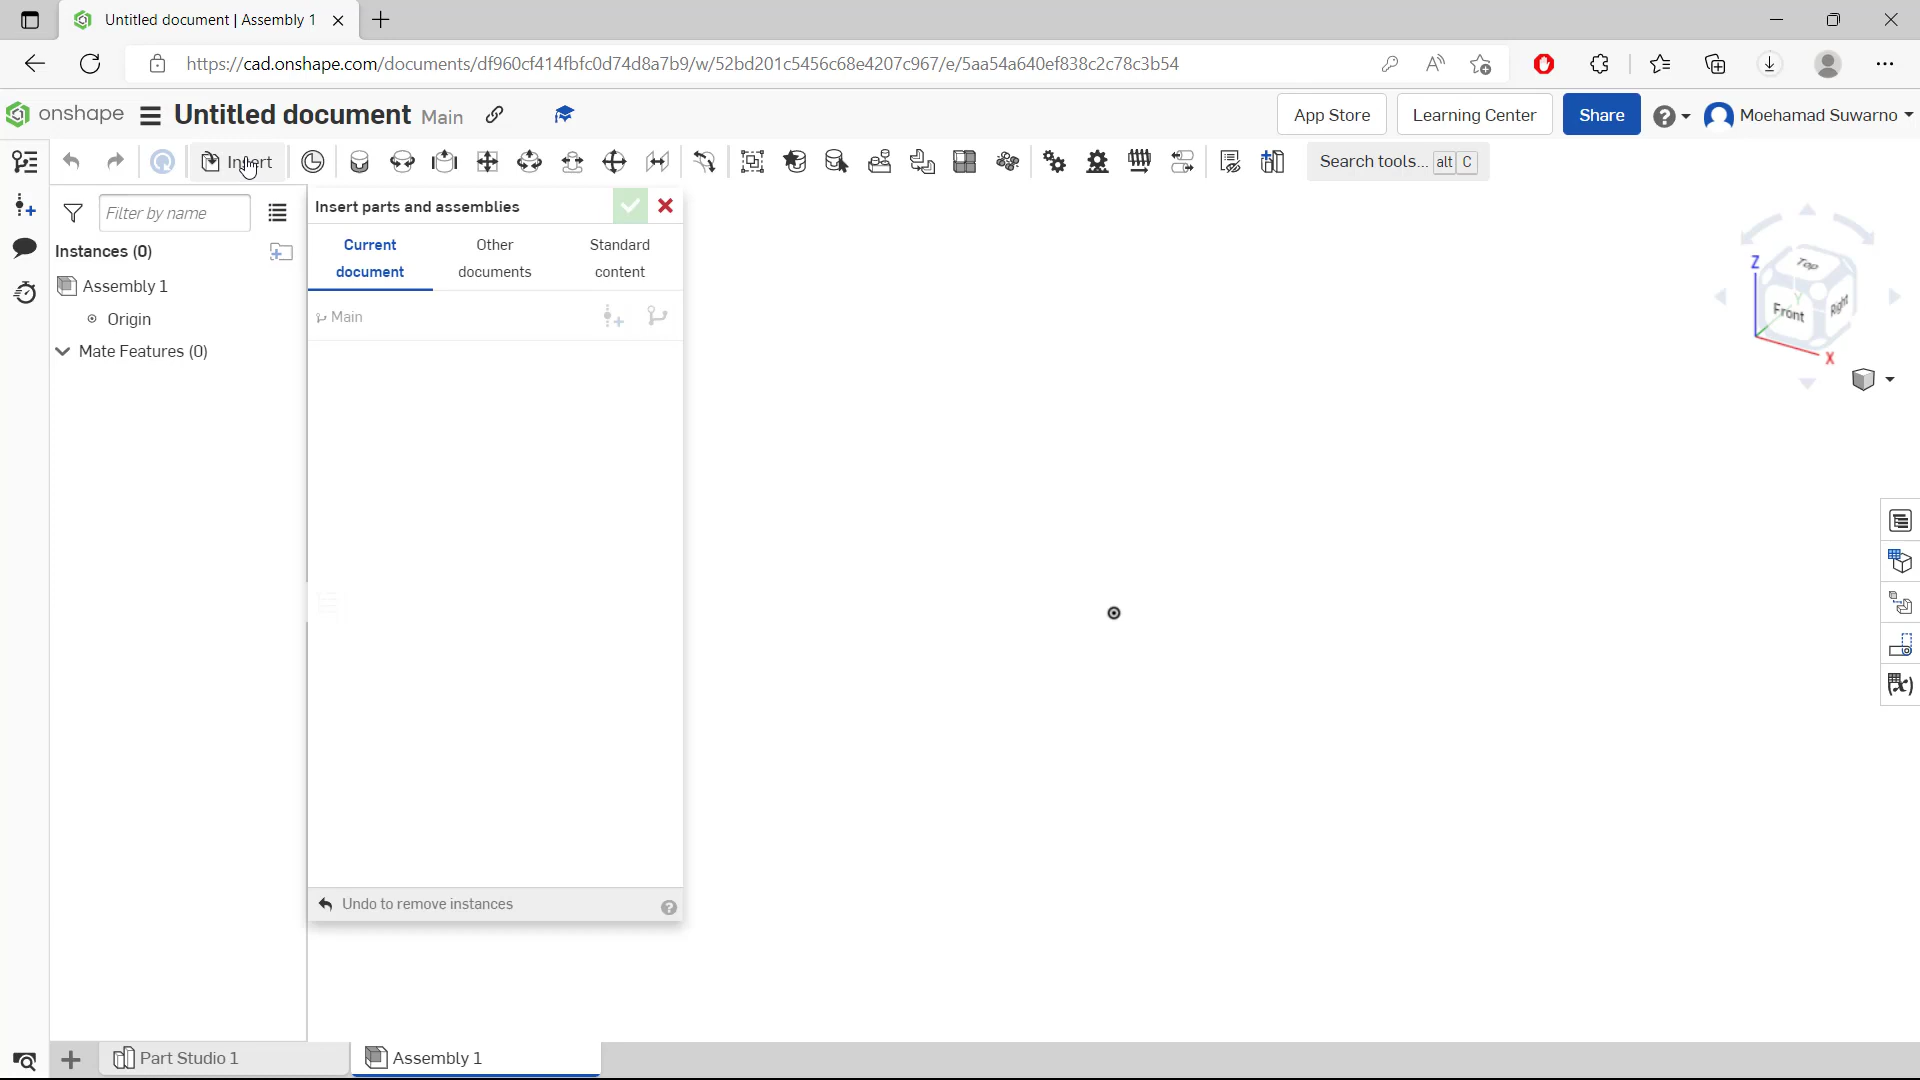 Untitled document | Assembly 1
https://cad.onshape.com/documents/df960cf414fbfc0d74d8a7b9/w/52bd201c5456c68e4207c967/e/5aa54a640ef838c2c78c3b54
onshape Untitled document Main
App Store
Learning Center
Share
Moehamad Suwarno
Insert
Search tools... alt C
Filter by name
Instances (0)
Assembly 1
Origin
Mate Features (0)
Insert parts and assemblies
Current
document
Other
documents
Standard
content
Main
Undo to remove instances
Top
Front
Right
Z
Y
X
Part Studio 1
Assembly 1